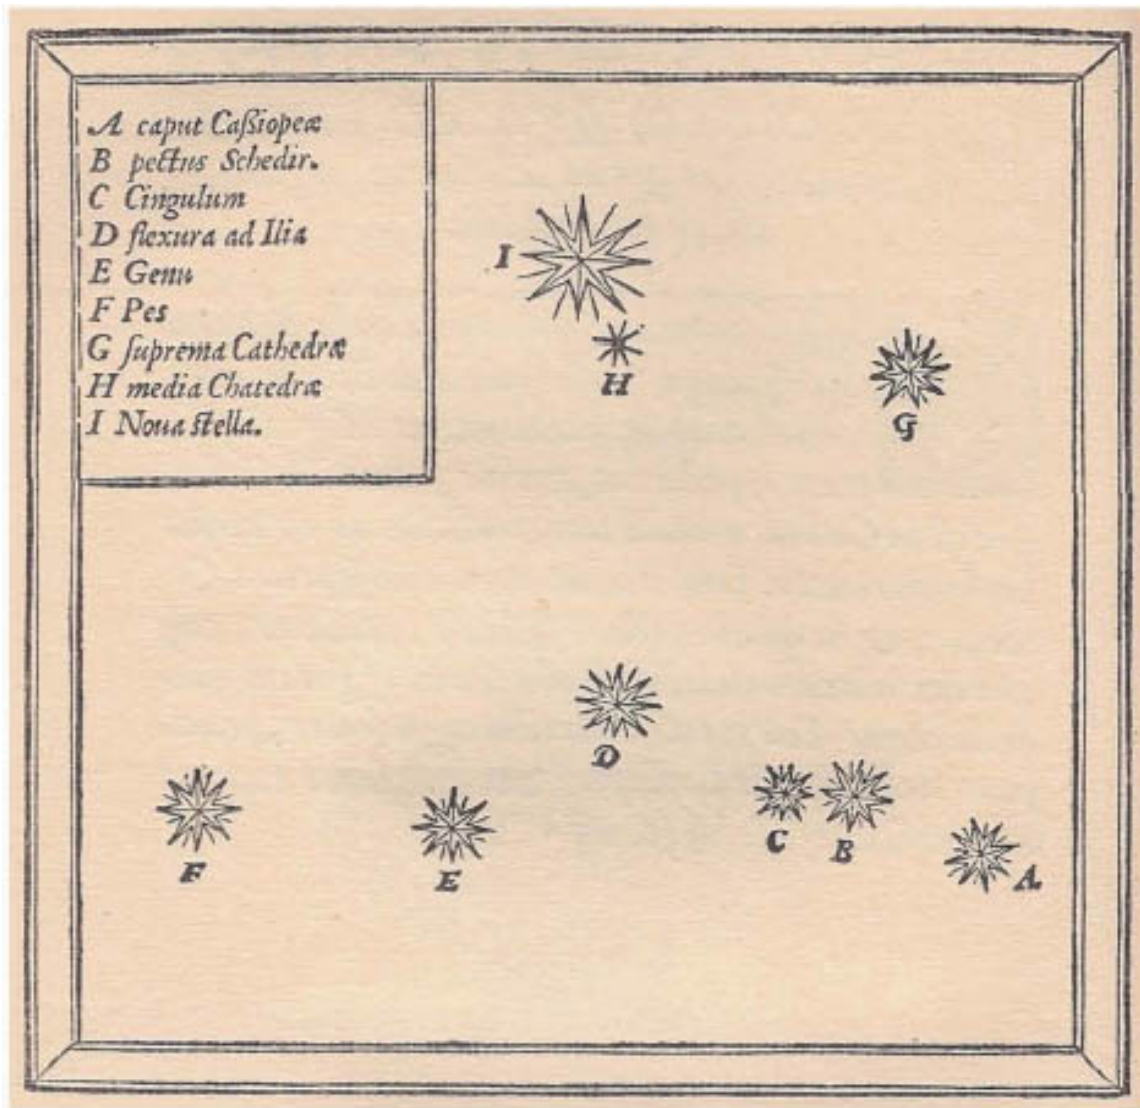 A caput Caſſiopeæ
B pectus Schedir.
C Cingulum
D flexura ad Ilia
E Genu
F Pes
G ſuprema Cathedræ
H media Chatedræ
I Noua ſtella.
I
H
G
D
C
B
A
F
E